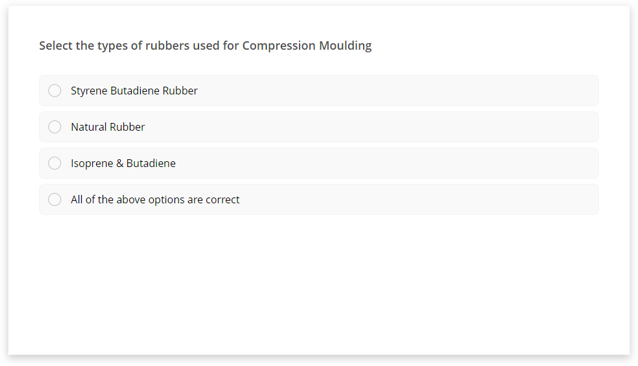 Select the types of rubbers used for Compression Moulding
Styrene Butadiene Rubber
Natural Rubber
Isoprene & Butadiene
All of the above options are correct